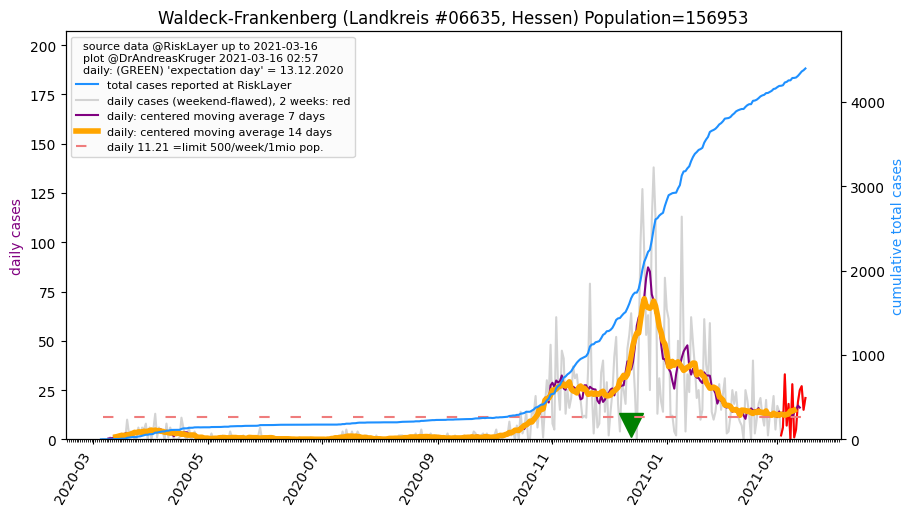 Waldeck-Frankenberg (Landkreis #06635, Hessen) Population=156953
source data @RiskLayer up to 2021-03-16
plot @DrAndreasKruger 2021-03-16 02:57
daily: (GREEN) 'expectation day' = 13.12.2020
total cases reported at RiskLayer
daily cases (weekend-flawed), 2 weeks: red
daily: centered moving average 7 days
daily: centered moving average 14 days
daily 11.21 =limit 500/week/1mio pop.
daily cases
200
175
150
125
100
75
50
25
0
cumulative total cases
4000
3000
2000
1000
0
2020-03
2020-05
2020-07
2020-09
2020-11
2021-01
2021-03